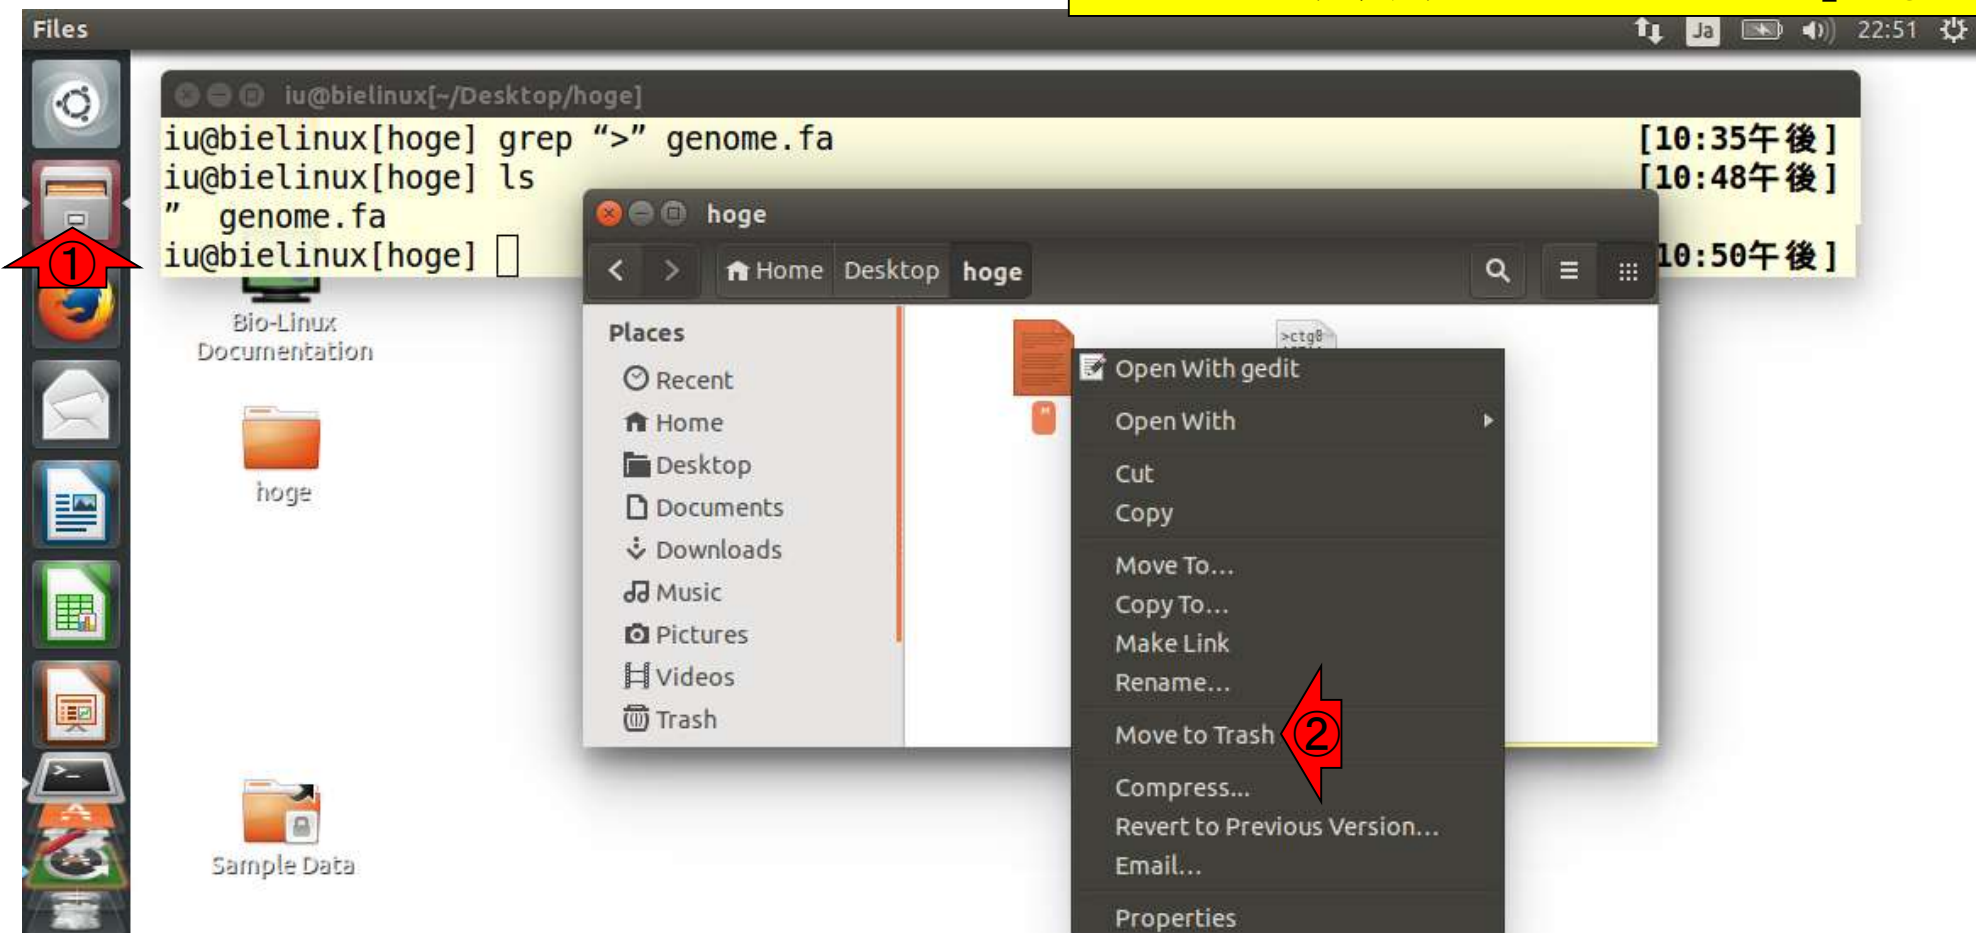 Files
Ja
22:51
iu@bielinux[~/Desktop/hoge]
iu@bielinux[hoge] grep “>” genome.fa [10:35午後]
iu@bielinux[hoge] ls [10:48午後]
” genome.fa
iu@bielinux[hoge] 10:50午後]
①
hoge
Home Desktop hoge
Bio-Linux
Documentation
hoge
Sample Data
Places
Recent
Home
Desktop
Documents
Downloads
Music
Pictures
Videos
Trash
>ctg8
”
Open With gedit
Open With
Cut
Copy
Move To...
Copy To...
Make Link
Rename...
Move to Trash
②
Compress...
Revert to Previous Version...
Email...
Properties